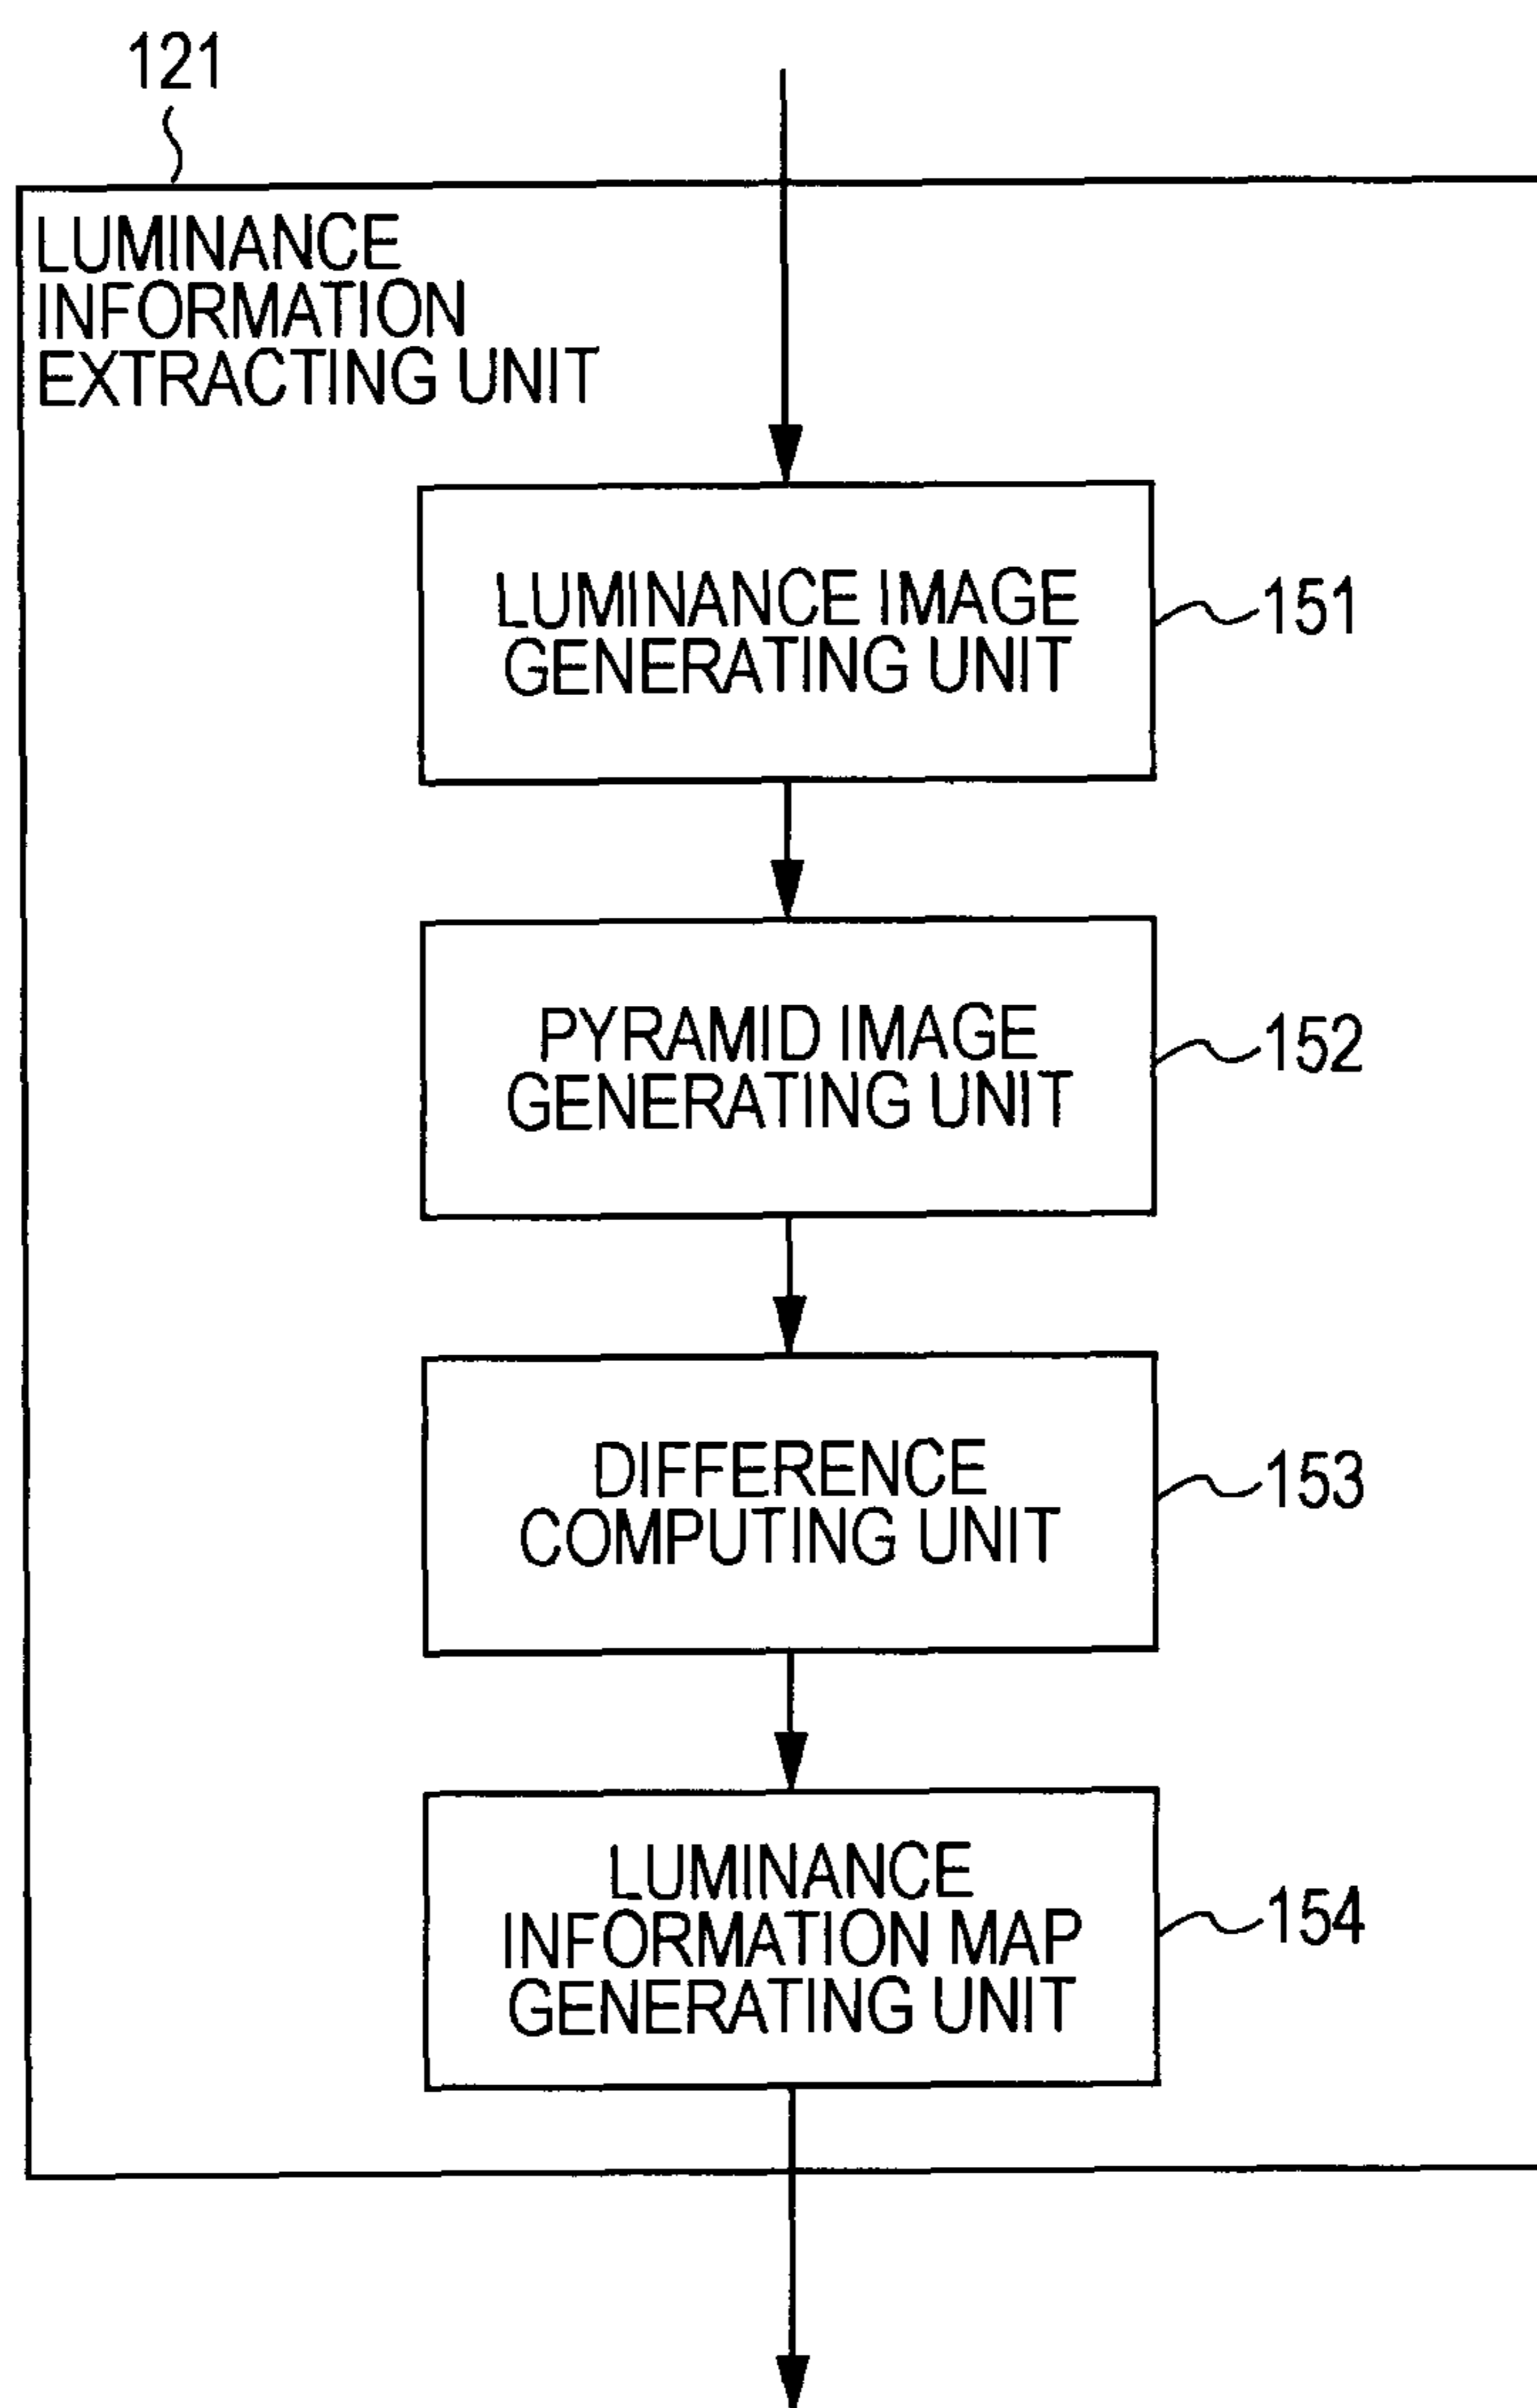 121
LUMINANCE
INFORMATION
EXTRACTING UNIT
LUMINANCE IMAGE
GENERATING UNIT
151
PYRAMID IMAGE
GENERATING UNIT
152
DIFFERENCE
COMPUTING UNIT
153
LUMINANCE
INFORMATION MAP
GENERATING UNIT
154